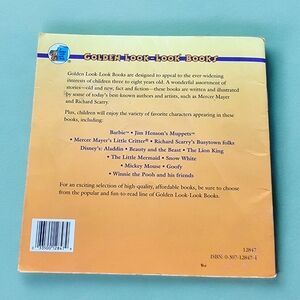 GOLDEN LOOK-LOOK BOOKS
Golden Look-Look Books are designed to appeal to the ever-widening
interests of children three to eight years old. A wonderful assortment of
stories—old and new, fact and fiction—these books are written and illustrated
by some of today's best-known authors and artists, such as Mercer Mayer
and Richard Scarry.
Plus, children will enjoy the variety of favorite characters appearing in these
books, including:
Barbie™ • Jim Henson's Muppets™
• Mercer Mayer's Little Critter® • Richard Scarry's Busytown folks
Disney's: Aladdin • Beauty and the Beast • The Lion King
• The Little Mermaid • Snow White
• Mickey Mouse • Goofy
• Winnie the Pooh and his friends
For an exciting selection of high-quality, affordable books, be sure to choose
from the popular and fun-to-read line of Golden Look-Look Books.
12847
ISBN: 0-307-12847-1